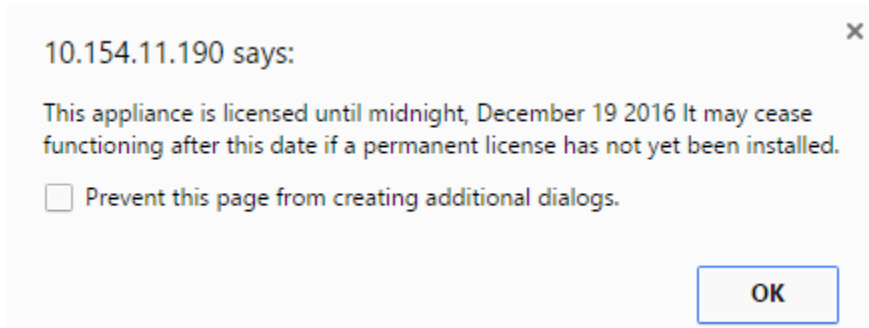 10.154.11.190 says:
This appliance is licensed until midnight, December 19 2016 It may cease
functioning after this date if a permanent license has not yet been installed.
Prevent this page from creating additional dialogs.
OK